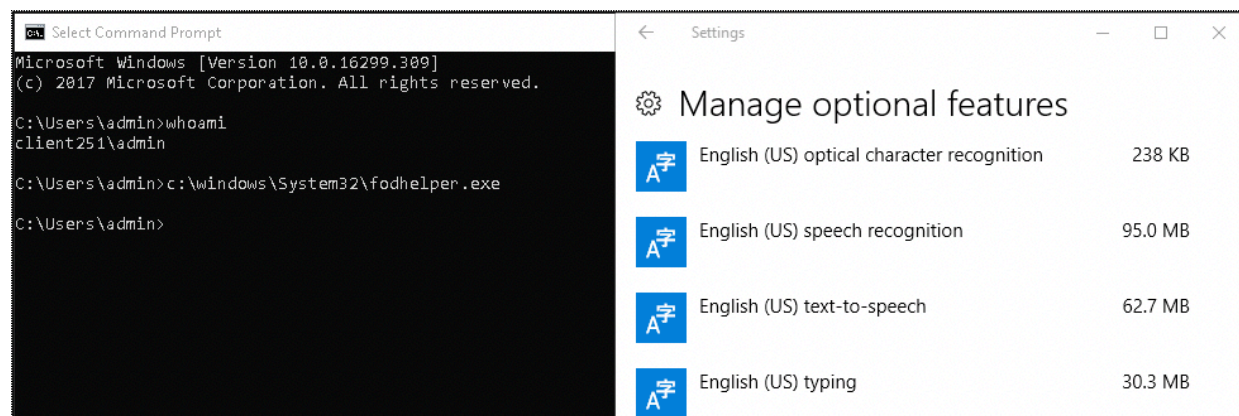 Select Command Prompt
Microsoft Windows [Version 10.0.16299.309]
(c) 2017 Microsoft Corporation. All rights reserved.
C:\Users\admin>whoami
client251\admin
C:\Users\admin>c:\windows\System32\fodhelper.exe
C:\Users\admin>
Settings
Manage optional features
English (US) optical character recognition 238 KB
English (US) speech recognition 95.0 MB
English (US) text-to-speech 62.7 MB
English (US) typing 30.3 MB